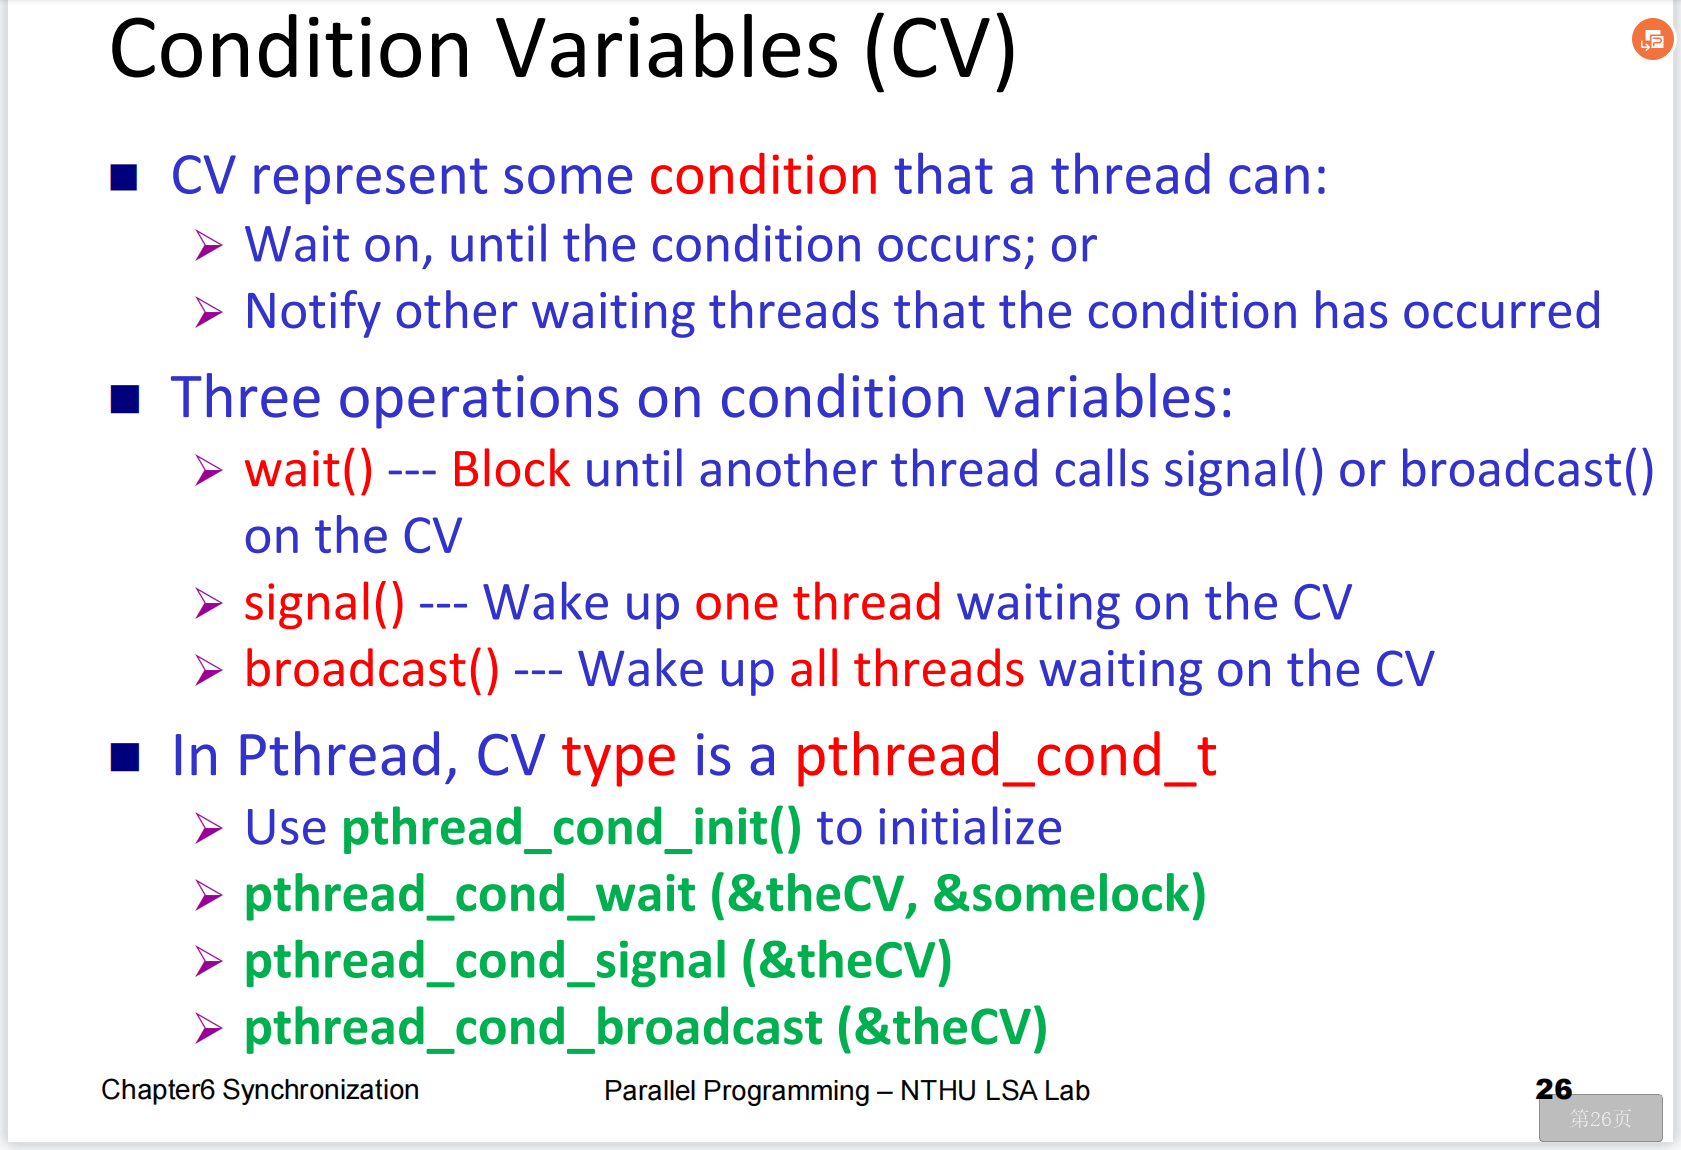 Condition Variables (CV)
CV represent some condition that a thread can:
Wait on, until the condition occurs; or
Notify other waiting threads that the condition has occurred
Three operations on condition variables:
wait() --- Block until another thread calls signal() or broadcast()
on the CV
signal() --- Wake up one thread waiting on the CV
broadcast() --- Wake up all threads waiting on the CV
In Pthread, CV type is a pthread_cond_t
Use pthread_cond_init() to initialize
pthread_cond_wait (&theCV, &somelock)
pthread_cond_signal (&theCV)
pthread_cond_broadcast (&theCV)
Chapter6 Synchronization
Parallel Programming – NTHU LSA Lab
26
第26页